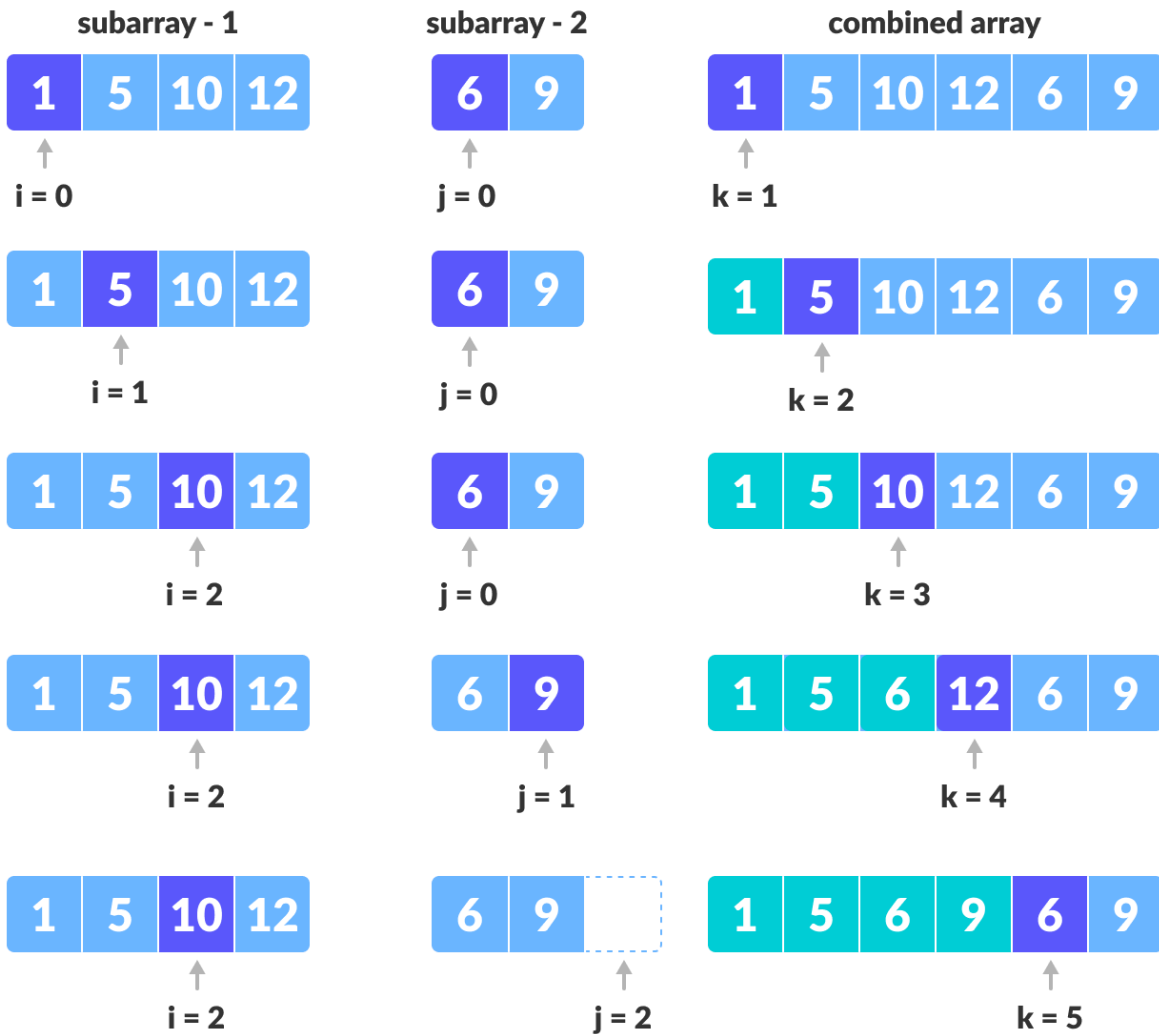 subarray - 1 subarray - 2 combined array
1 5 10 12 6 9 1 5 10 12 6 9
i = 0 j = 0 k = 1
1 5 10 12 6 9 1 5 10 12 6 9
i = 1 j = 0 k = 2
1 5 10 12 6 9 1 5 10 12 6 9
i = 2 j = 0 k = 3
1 5 10 12 6 9 1 5 6 12 6 9
i = 2 j = 1 k = 4
1 5 10 12 6 9 1 5 6 9 6 9
i = 2 j = 2 k = 5